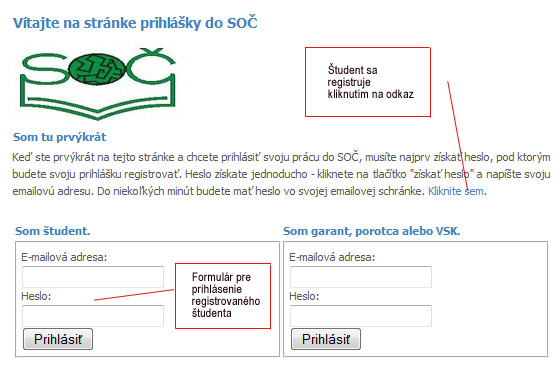 Vítajte na stránke prihlášky do SOČ
SOČ
Študent sa
registruje
kliknutím na odkaz
Som tu prvýkrát
Keď ste prvýkrát na tejto stránke a chcete prihlásiť svoju prácu do SOČ, musíte najprv získať heslo, pod ktorým
budete svoju prihlášku registrovať. Heslo získate jednoducho - kliknete na tlačítko "získať heslo" a napíšte svoju
emailovú adresu. Do niekoľkých minút budete mať heslo vo svojej emailovej schránke. Kliknite sem.
Som študent.
E-mailová adresa:
Heslo:
Prihlásiť
Formulár pre
prihlásenie
registrovaného
študenta
Som garant, porotca alebo VSK.
E-mailová adresa:
Heslo:
Prihlásiť